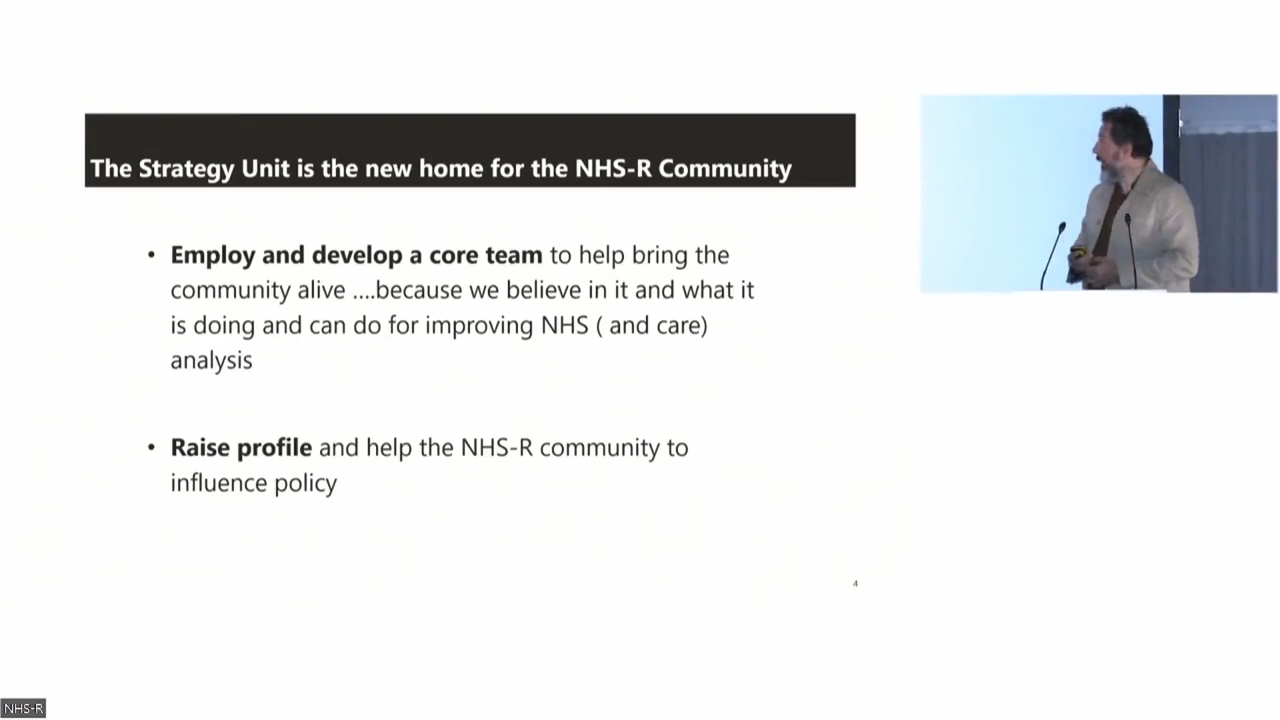 The Strategy Unit is the new home for the NHS-R Community
• Employ and develop a core team to help bring the
community alive ....because we believe in it and what it
is doing and can do for improving NHS ( and care)
analysis
• Raise profile and help the NHS-R community to
influence policy
4
NHS-R